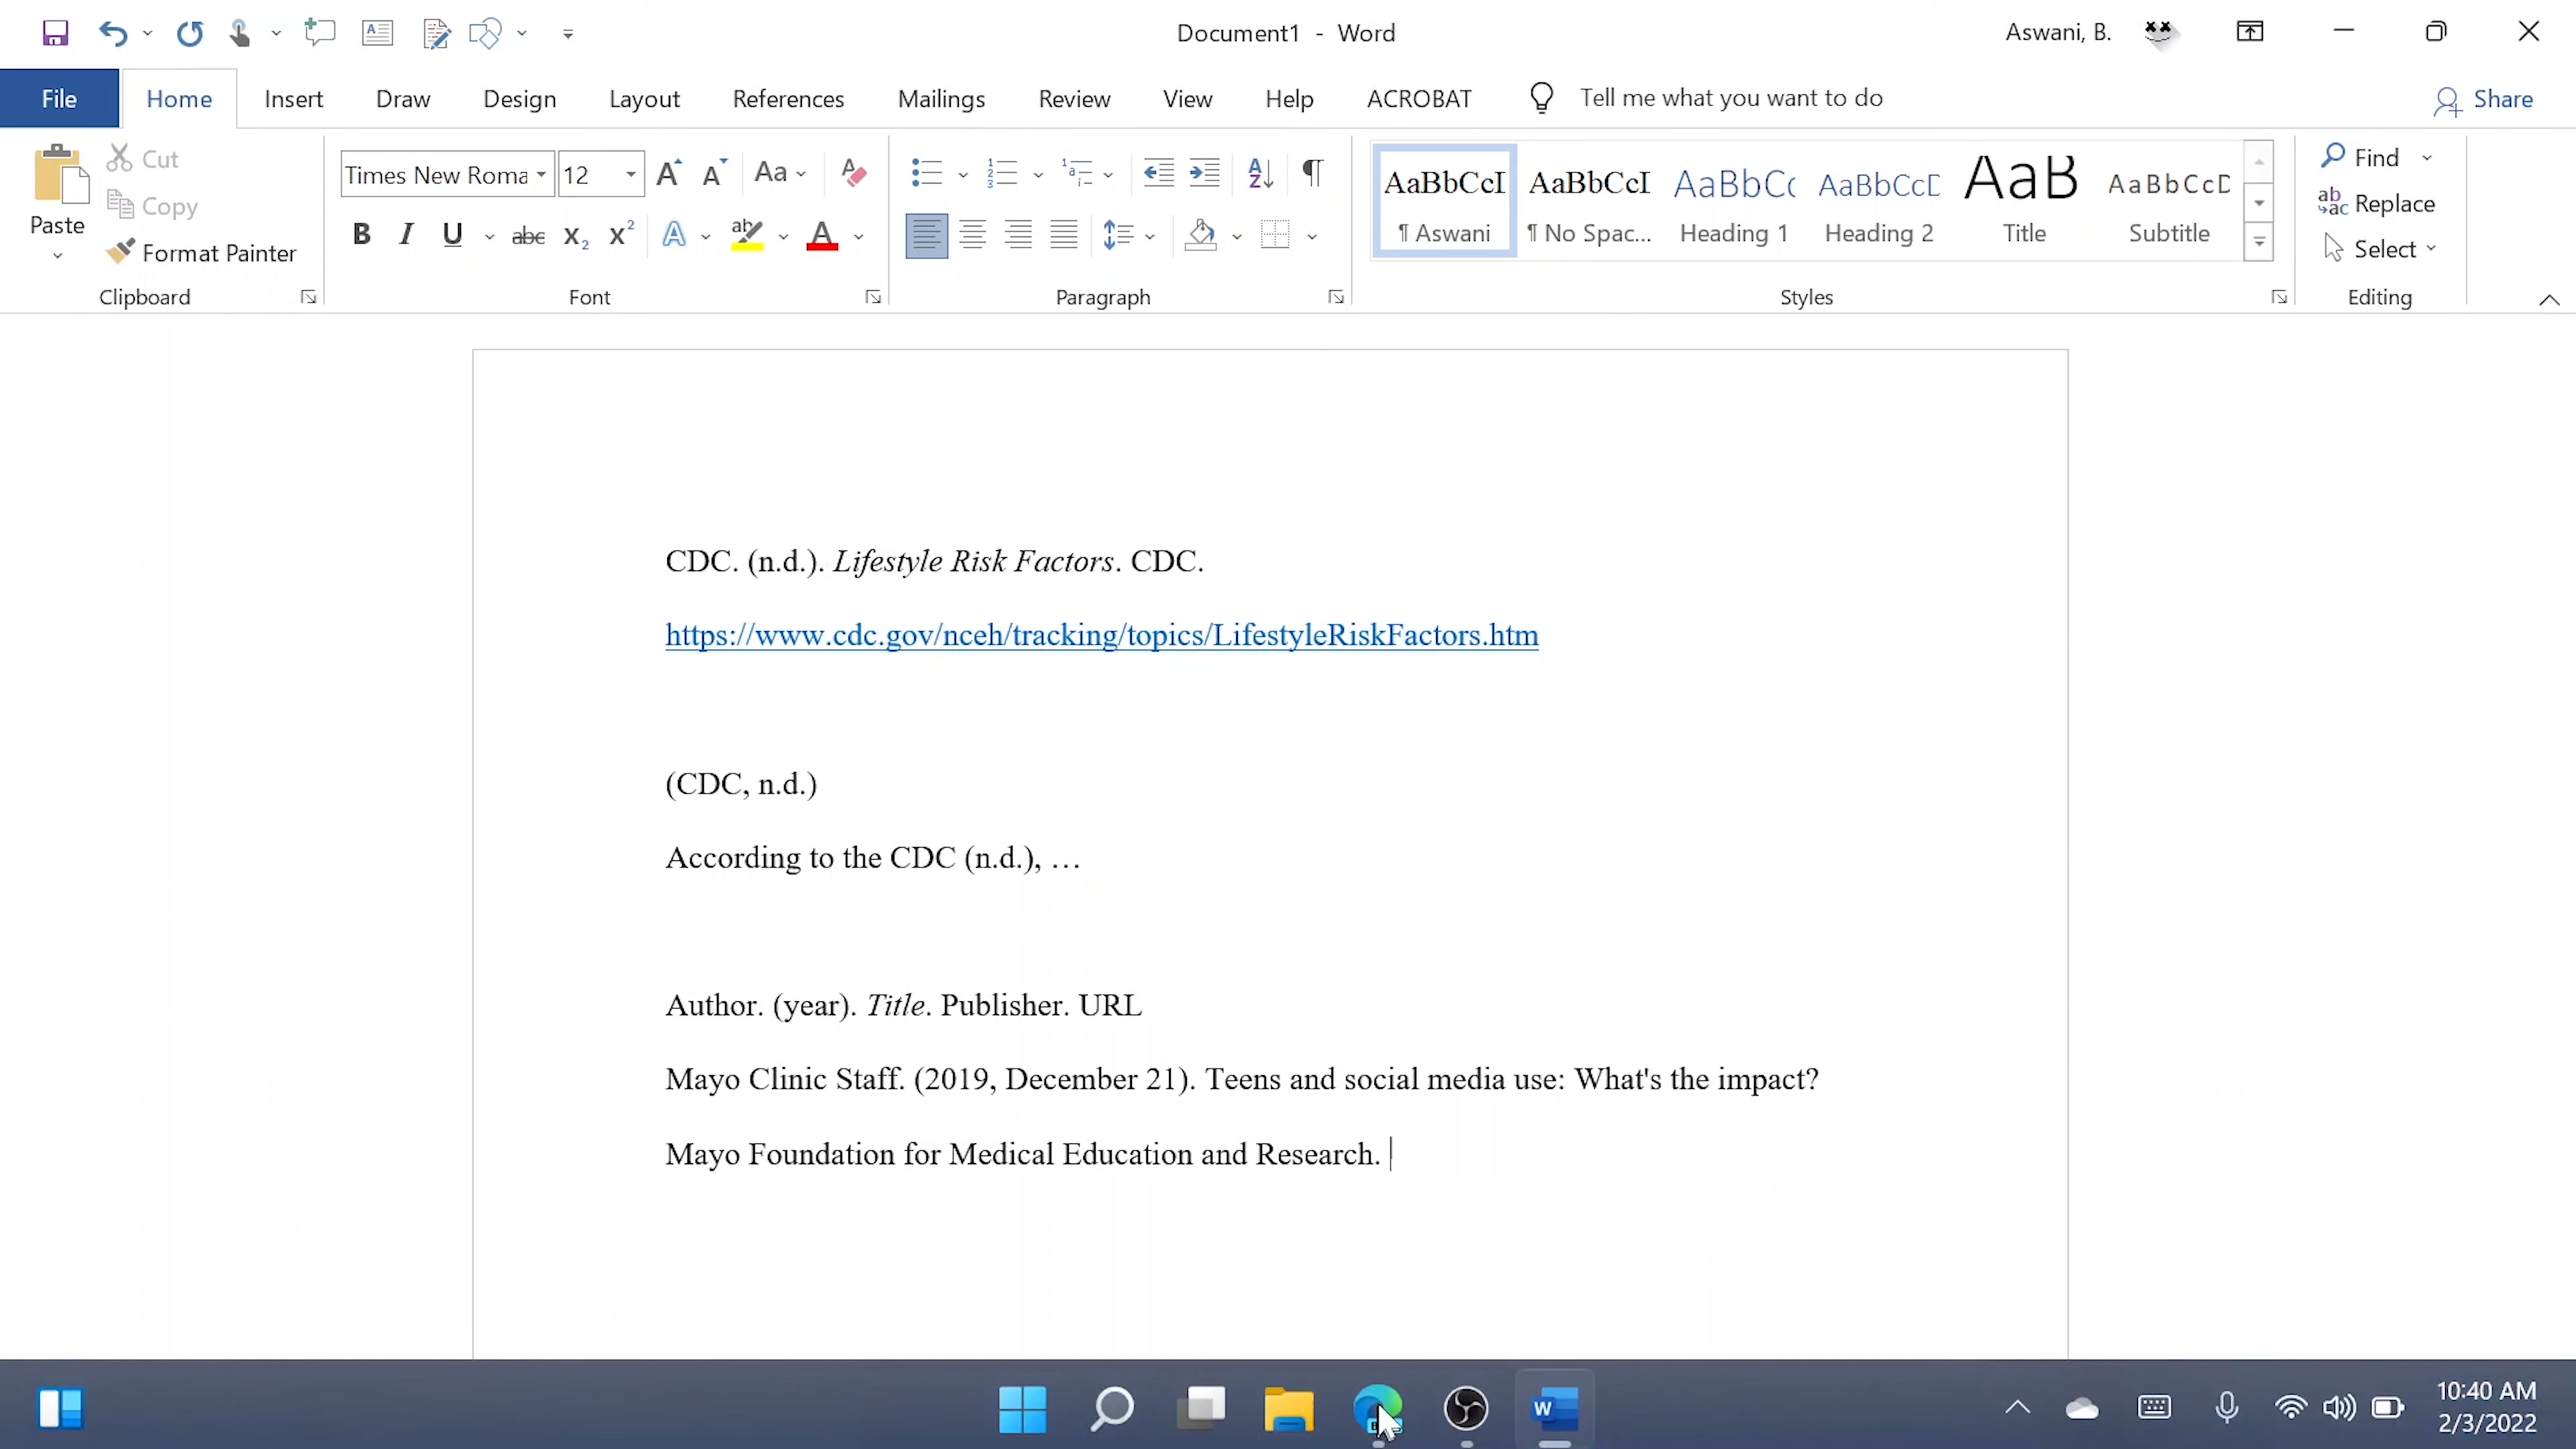 Document1 - Word
Aswani, B.
File Home Insert Draw Design Layout References Mailings Review View Help ACROBAT Tell me what you want to do Share
Paste
Cut
Copy
Format Painter
Clipboard
Times New Roma 12
Font
Paragraph
AaBbCcI AaBbCcI AaBbCc AaBbCcD AaB AaBbCcD
¶ Aswani ¶ No Spac... Heading 1 Heading 2 Title Subtitle
Styles
Find
Replace
Select
Editing
CDC. (n.d.). Lifestyle Risk Factors. CDC.
https://www.cdc.gov/nceh/tracking/topics/LifestyleRiskFactors.htm
(CDC, n.d.)
According to the CDC (n.d.), …
Author. (year). Title. Publisher. URL
Mayo Clinic Staff. (2019, December 21). Teens and social media use: What's the impact?
Mayo Foundation for Medical Education and Research.
10:40 AM
2/3/2022